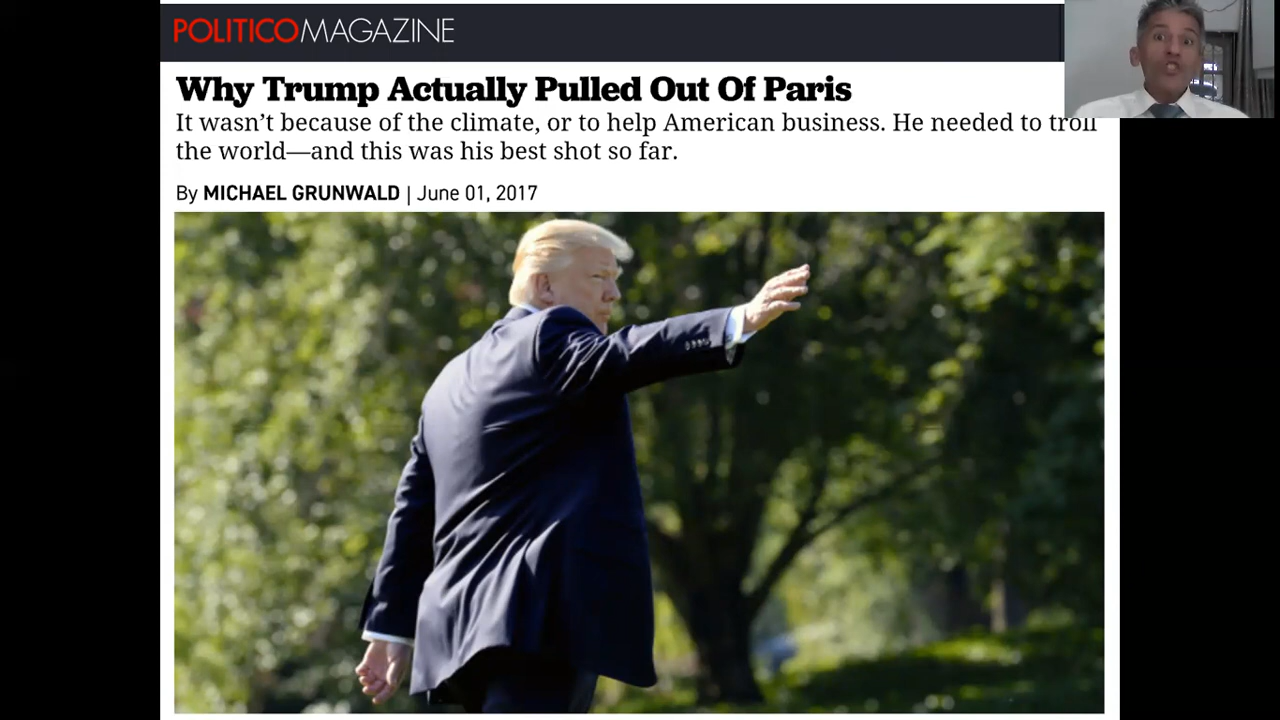 POLITICOMAGAZINE
Why Trump Actually Pulled Out Of Paris
It wasn't because of the climate, or to help American business. He needed to troll
the world—and this was his best shot so far.
By MICHAEL GRUNWALD | June 01, 2017